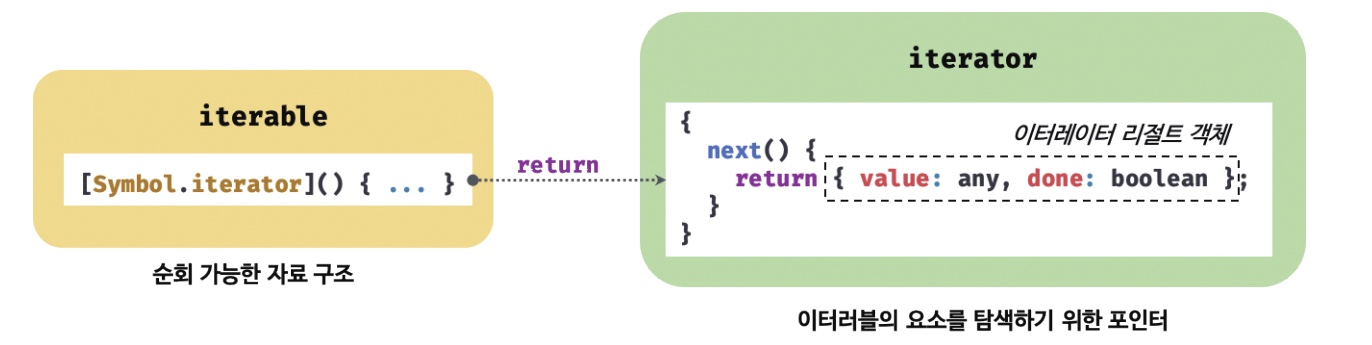 iterable
[Symbol.iterator]() { ... }
순회 가능한 자료 구조
return
iterator
{
이터레이터 리절트 객체
next() {
return { value: any, done: boolean };
}
}
이터러블의 요소를 탐색하기 위한 포인터